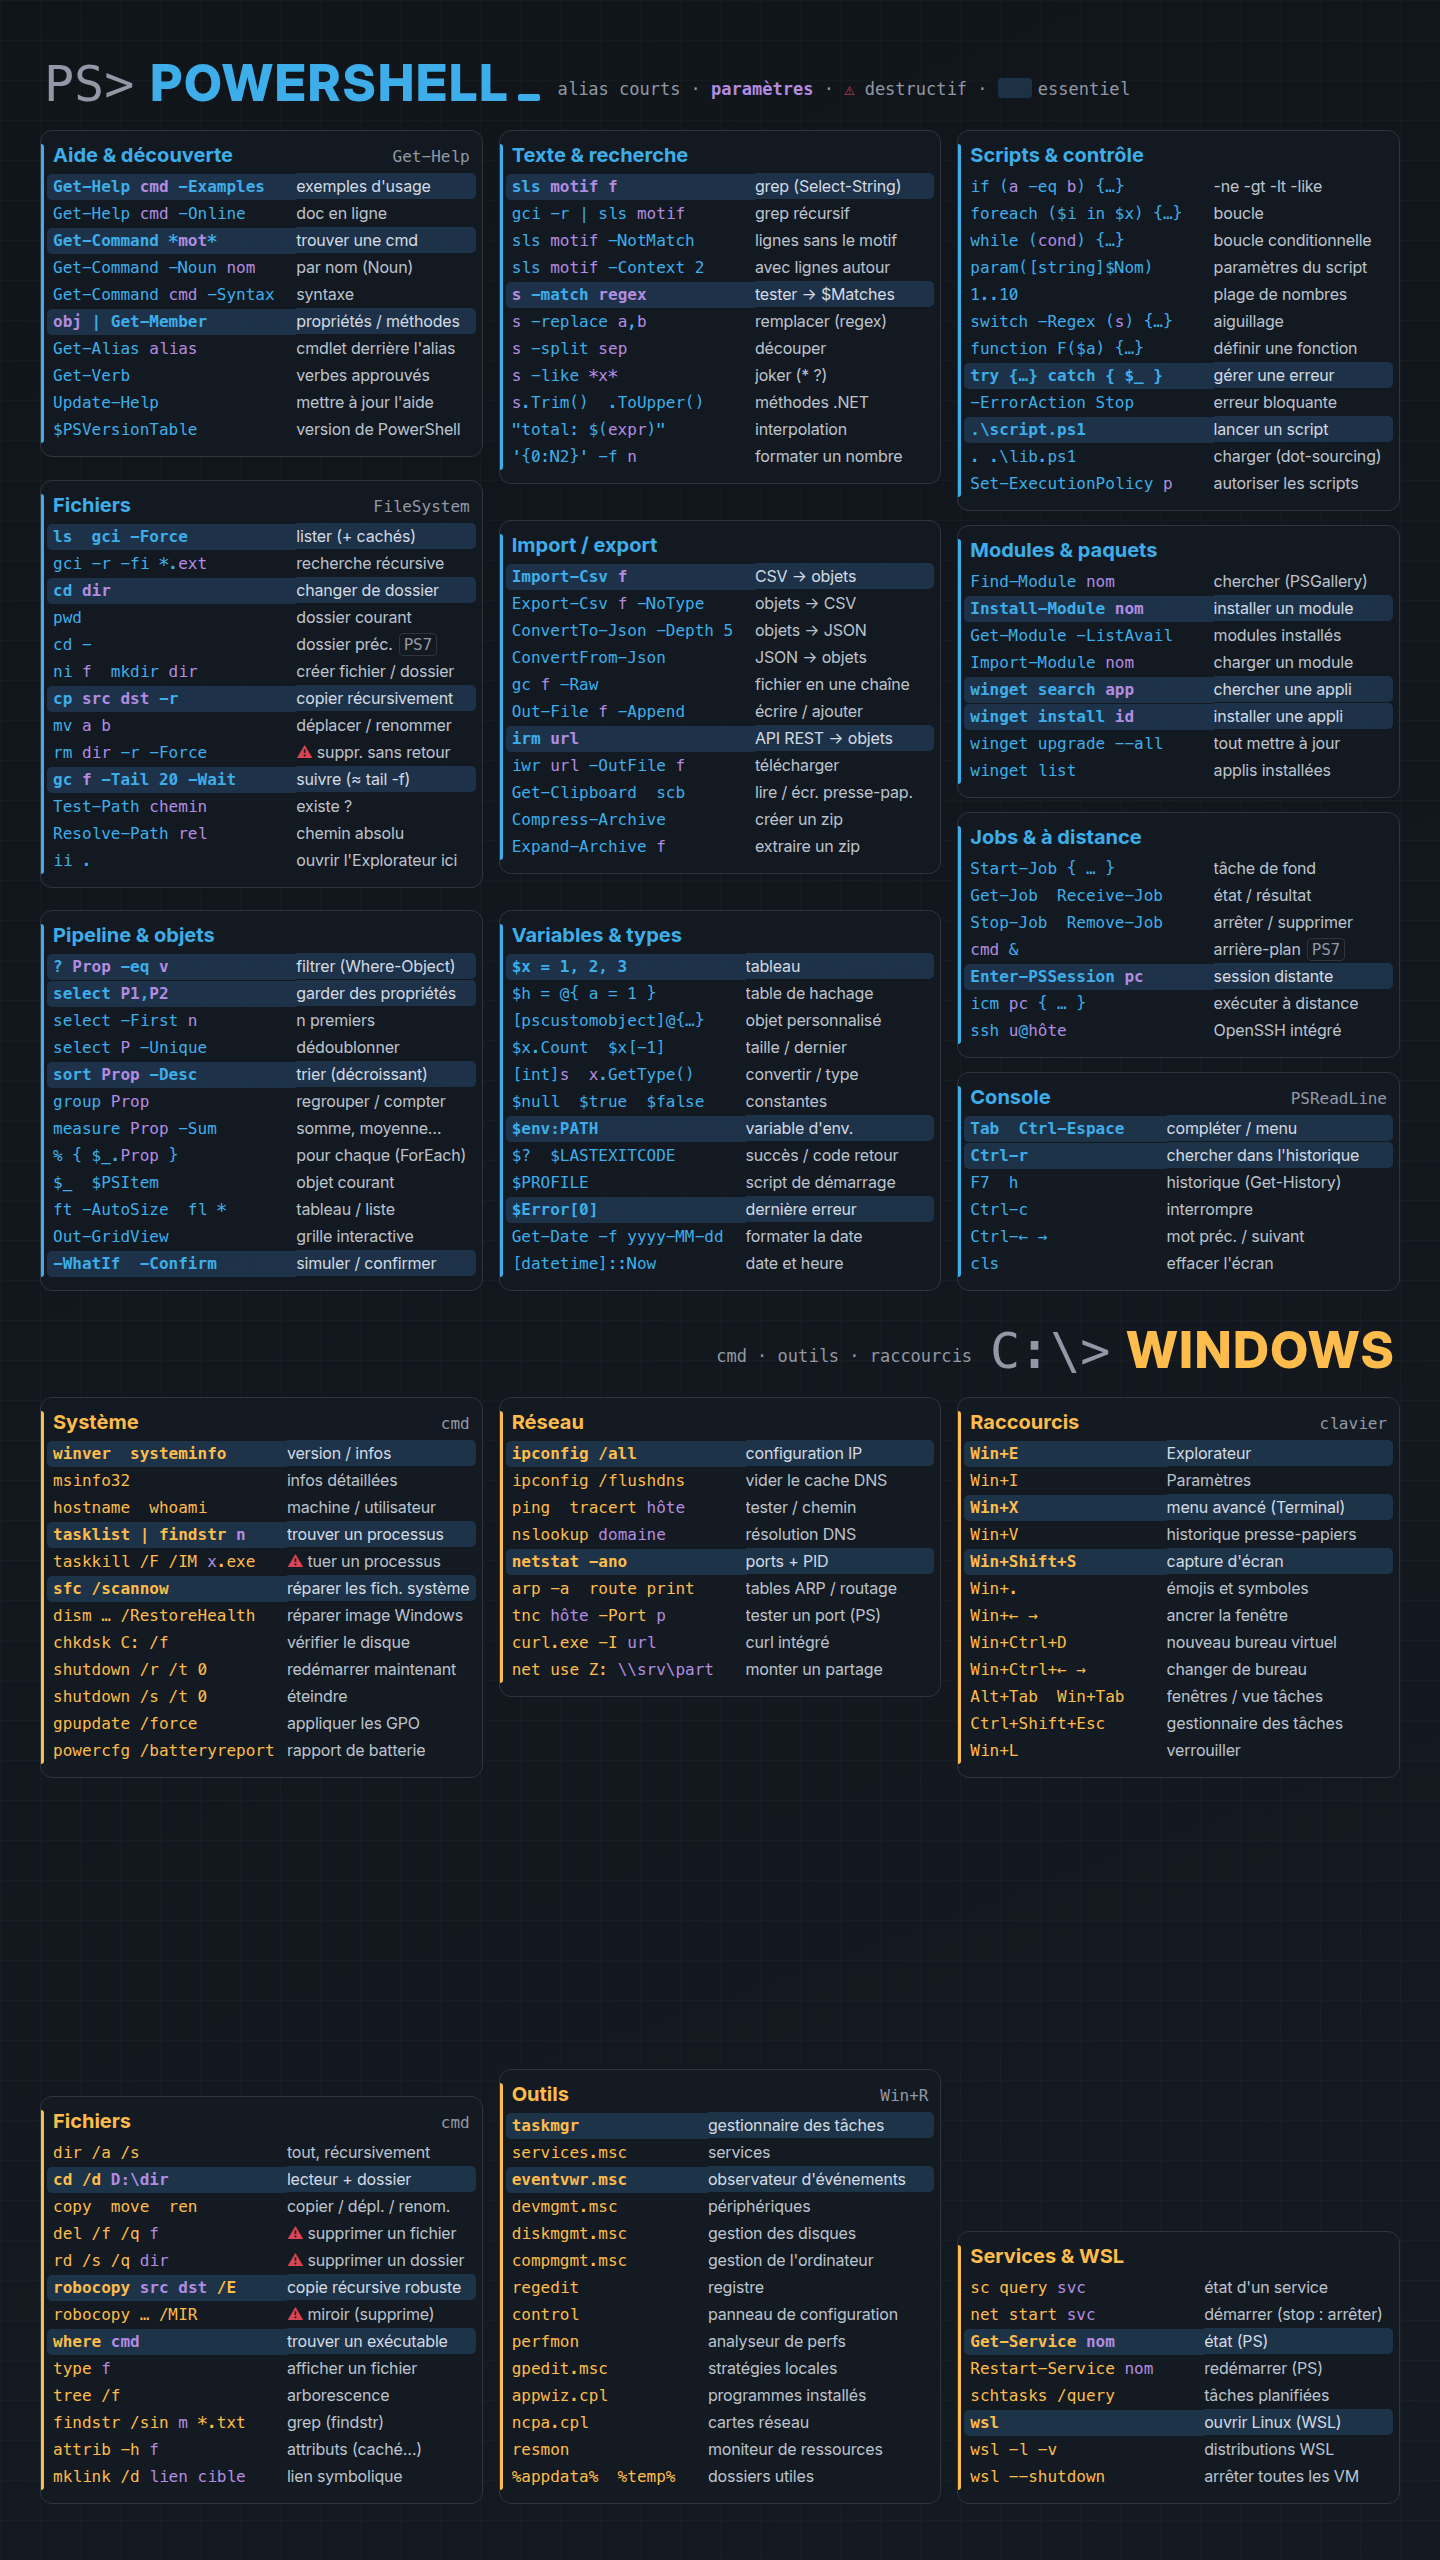 PS> POWERSHELL_ alias courts · paramètres · ⚠ destructif · essentiel
Aide & découverte Get-Help
Get-Help cmd -Examples exemples d'usage
Get-Help cmd -Online doc en ligne
Get-Command *mot* trouver une cmd
Get-Command -Noun nom par nom (Noun)
Get-Command cmd -Syntax syntaxe
obj | Get-Member propriétés / méthodes
Get-Alias alias cmdlet derrière l'alias
Get-Verb verbes approuvés
Update-Help mettre à jour l'aide
$PSVersionTable version de PowerShell
Fichiers FileSystem
ls gci -Force lister (+ cachés)
gci -r -fi *.ext recherche récursive
cd dir changer de dossier
pwd dossier courant
cd - dossier préc. PS7
ni f mkdir dir créer fichier / dossier
cp src dst -r copier récursivement
mv a b déplacer / renommer
rm dir -r -Force ⚠ suppr. sans retour
gc f -Tail 20 -Wait suivre (≈ tail -f)
Test-Path chemin existe ?
Resolve-Path rel chemin absolu
ii . ouvrir l'Explorateur ici
Pipeline & objets
? Prop -eq v filtrer (Where-Object)
select P1,P2 garder des propriétés
select -First n n premiers
select P -Unique dédoublonner
sort Prop -Desc trier (décroissant)
group Prop regrouper / compter
measure Prop -Sum somme, moyenne…
% { $_.Prop } pour chaque (ForEach)
$_ $PSItem objet courant
ft -AutoSize fl * tableau / liste
Out-GridView grille interactive
-WhatIf -Confirm simuler / confirmer
Texte & recherche
sls motif f grep (Select-String)
gci -r | sls motif grep récursif
sls motif -NotMatch lignes sans le motif
sls motif -Context 2 avec lignes autour
s -match regex tester → $Matches
s -replace a,b remplacer (regex)
s -split sep découper
s -like *x* joker (* ?)
s.Trim() .ToUpper() méthodes .NET
"total: $(expr)" interpolation
'{0:N2}' -f n formater un nombre
Import / export
Import-Csv f CSV → objets
Export-Csv f -NoType objets → CSV
ConvertTo-Json -Depth 5 objets → JSON
ConvertFrom-Json JSON → objets
gc f -Raw fichier en une chaîne
Out-File f -Append écrire / ajouter
irm url API REST → objets
iwr url -OutFile f télécharger
Get-Clipboard scb lire / écr. presse-pap.
Compress-Archive créer un zip
Expand-Archive f extraire un zip
Variables & types
$x = 1, 2, 3 tableau
$h = @{ a = 1 } table de hachage
[pscustomobject]@{…} objet personnalisé
$x.Count $x[-1] taille / dernier
[int]s x.GetType() convertir / type
$null $true $false constantes
$env:PATH variable d'env.
$? $LASTEXITCODE succès / code retour
$PROFILE script de démarrage
$Error[0] dernière erreur
Get-Date -f yyyy-MM-dd formater la date
[datetime]::Now date et heure
Scripts & contrôle
if (a -eq b) {…} -ne -gt -lt -like
foreach ($i in $x) {…} boucle
while (cond) {…} boucle conditionnelle
param([string]$Nom) paramètres du script
1..10 plage de nombres
switch -Regex (s) {…} aiguillage
function F($a) {…} définir une fonction
try {…} catch { $_ } gérer une erreur
-ErrorAction Stop erreur bloquante
.\script.ps1 lancer un script
. .\lib.ps1 charger (dot-sourcing)
Set-ExecutionPolicy p autoriser les scripts
Modules & paquets
Find-Module nom chercher (PSGallery)
Install-Module nom installer un module
Get-Module -ListAvail modules installés
Import-Module nom charger un module
winget search app chercher une appli
winget install id installer une appli
winget upgrade --all tout mettre à jour
winget list applis installées
Jobs & à distance
Start-Job { … } tâche de fond
Get-Job Receive-Job état / résultat
Stop-Job Remove-Job arrêter / supprimer
cmd & arrière-plan PS7
Enter-PSSession pc session distante
icm pc { … } exécuter à distance
ssh u@hôte OpenSSH intégré
Console PSReadLine
Tab Ctrl-Espace compléter / menu
Ctrl-r chercher dans l'historique
F7 h historique (Get-History)
Ctrl-c interrompre
Ctrl-← → mot préc. / suivant
cls effacer l'écran
cmd · outils · raccourcis C:\> WINDOWS
Système cmd
winver systeminfo version / infos
msinfo32 infos détaillées
hostname whoami machine / utilisateur
tasklist | findstr n trouver un processus
taskkill /F /IM x.exe ⚠ tuer un processus
sfc /scannow réparer les fich. système
dism … /RestoreHealth réparer image Windows
chkdsk C: /f vérifier le disque
shutdown /r /t 0 redémarrer maintenant
shutdown /s /t 0 éteindre
gpupdate /force appliquer les GPO
powercfg /batteryreport rapport de batterie
Réseau
ipconfig /all configuration IP
ipconfig /flushdns vider le cache DNS
ping tracert hôte tester / chemin
nslookup domaine résolution DNS
netstat -ano ports + PID
arp -a route print tables ARP / routage
tnc hôte -Port p tester un port (PS)
curl.exe -I url curl intégré
net use Z: \\srv\part monter un partage
Raccourcis clavier
Win+E Explorateur
Win+I Paramètres
Win+X menu avancé (Terminal)
Win+V historique presse-papiers
Win+Shift+S capture d'écran
Win+. émojis et symboles
Win+← → ancrer la fenêtre
Win+Ctrl+D nouveau bureau virtuel
Win+Ctrl+← → changer de bureau
Alt+Tab Win+Tab fenêtres / vue tâches
Ctrl+Shift+Esc gestionnaire des tâches
Win+L verrouiller
Fichiers cmd
dir /a /s tout, récursivement
cd /d D:\dir lecteur + dossier
copy move ren copier / dépl. / renom.
del /f /q f ⚠ supprimer un fichier
rd /s /q dir ⚠ supprimer un dossier
robocopy src dst /E copie récursive robuste
robocopy … /MIR ⚠ miroir (supprime)
where cmd trouver un exécutable
type f afficher un fichier
tree /f arborescence
findstr /sin m *.txt grep (findstr)
attrib -h f attributs (caché…)
mklink /d lien cible lien symbolique
Outils Win+R
taskmgr gestionnaire des tâches
services.msc services
eventvwr.msc observateur d'événements
devmgmt.msc périphériques
diskmgmt.msc gestion des disques
compmgmt.msc gestion de l'ordinateur
regedit registre
control panneau de configuration
perfmon analyseur de perfs
gpedit.msc stratégies locales
appwiz.cpl programmes installés
ncpa.cpl cartes réseau
resmon moniteur de ressources
%appdata% %temp% dossiers utiles
Services & WSL
sc query svc état d'un service
net start svc démarrer (stop : arrêter)
Get-Service nom état (PS)
Restart-Service nom redémarrer (PS)
schtasks /query tâches planifiées
wsl ouvrir Linux (WSL)
wsl -l -v distributions WSL
wsl --shutdown arrêter toutes les VM